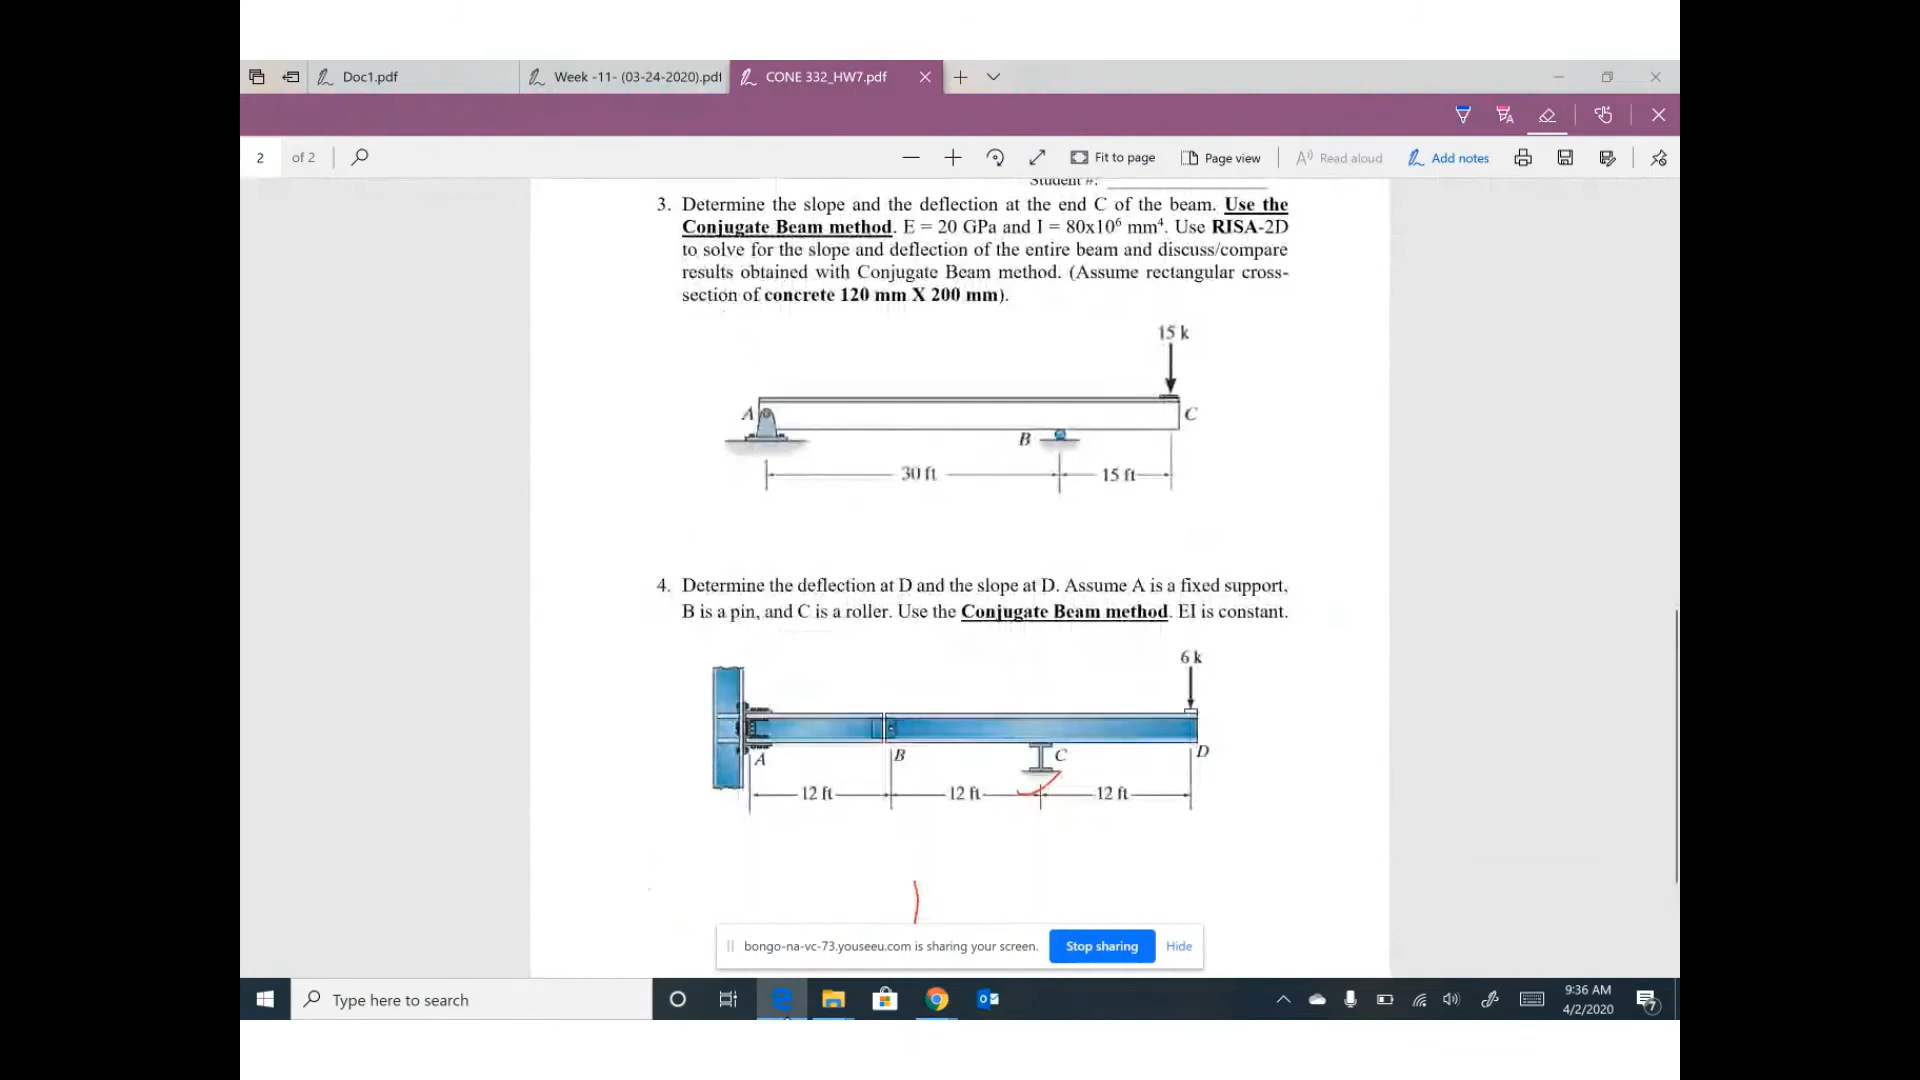 Doc1.pdf
Week -11- (03-24-2020).pdf
CONE 332_HW7.pdf
2 of 2
Fit to page
Page view
Read aloud
Add notes
Student #:
3. Determine the slope and the deflection at the end C of the beam. Use the
Conjugate Beam method. E = 20 GPa and I = 80x10⁶ mm⁴. Use RISA-2D
to solve for the slope and deflection of the entire beam and discuss/compare
results obtained with Conjugate Beam method. (Assume rectangular cross-
section of concrete 120 mm X 200 mm).
15 k
A
C
B
30 ft
15 ft
4. Determine the deflection at D and the slope at D. Assume A is a fixed support,
B is a pin, and C is a roller. Use the Conjugate Beam method. EI is constant.
6 k
A
B
C
D
12 ft
12 ft
12 ft
bongo-na-vc-73.youseeu.com is sharing your screen.
Stop sharing
Hide
Type here to search
9:36 AM
4/2/2020
7